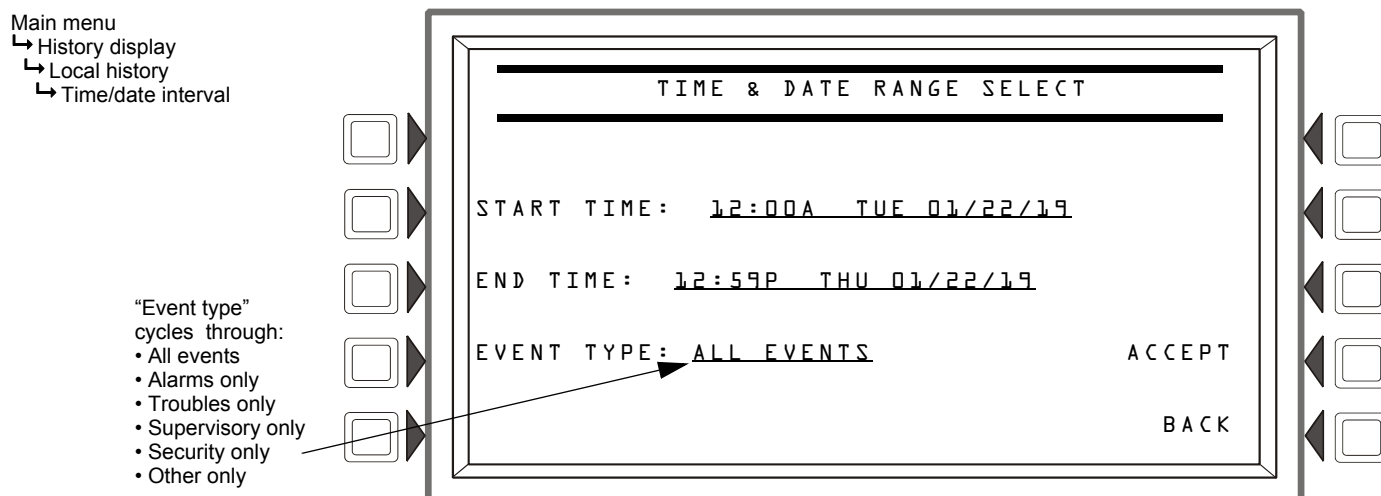 Main menu
History display
Local history
Time/date interval
TIME & DATE RANGE SELECT
START TIME: 12:00A TUE 01/22/19
END TIME: 12:59P THU 01/22/19
EVENT TYPE: ALL EVENTS
ACCEPT
BACK
“Event type”
cycles through:
• All events
• Alarms only
• Troubles only
• Supervisory only
• Security only
• Other only